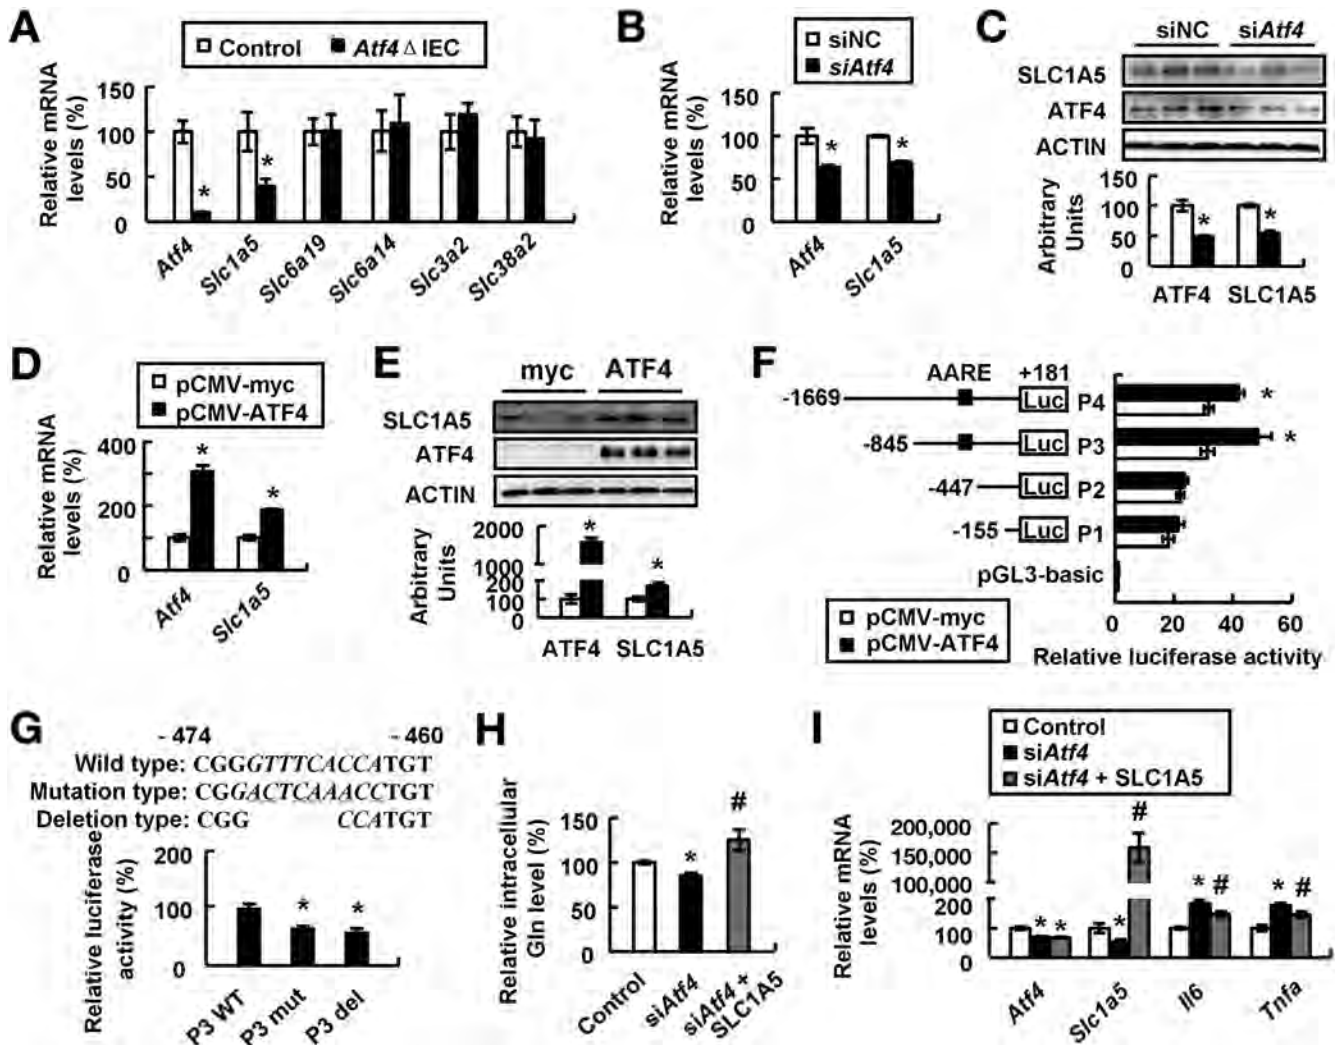 A
Control Atf4 Δ IEC
Relative mRNA levels (%)
150
100
50
0
Atf4
Slc1a5
Slc6a19
Slc6a14
Slc3a2
Slc38a2
*
*
B
siNC
siAtf4
Relative mRNA levels (%)
150
100
50
0
*
*
Atf4
Slc1a5
C
siNC siAtf4
SLC1A5
ATF4
ACTIN
Arbitrary Units
150
100
50
0
*
*
ATF4 SLC1A5
D
pCMV-myc
pCMV-ATF4
Relative mRNA levels (%)
400
200
0
*
*
Atf4
Slc1a5
E
myc ATF4
SLC1A5
ATF4
ACTIN
Arbitrary Units
2000
1000
200
100
0
*
*
ATF4 SLC1A5
F
AARE +181
-1669 Luc P4 *
-845 Luc P3 *
-447 Luc P2
-155 Luc P1
pGL3-basic
pCMV-myc
pCMV-ATF4
0 20 40 60
Relative luciferase activity
G
- 474 - 460
Wild type: CGGGTTTCACCATGT
Mutation type: CGGACTCAAACCTGT
Deletion type: CGG CCATGT
Relative luciferase activity (%)
200
100
0
*
*
P3 WT
P3 mut
P3 del
H
Relative intracellular Gln level (%)
150
100
50
0
*
#
Control
siAtf4
siAtf4 + SLC1A5
I
Control
siAtf4
siAtf4 + SLC1A5
Relative mRNA levels (%)
200,000
150,000
100,000
200
100
0
* *
* #
* #
* #
Atf4
Slc1a5
Il6
Tnfa